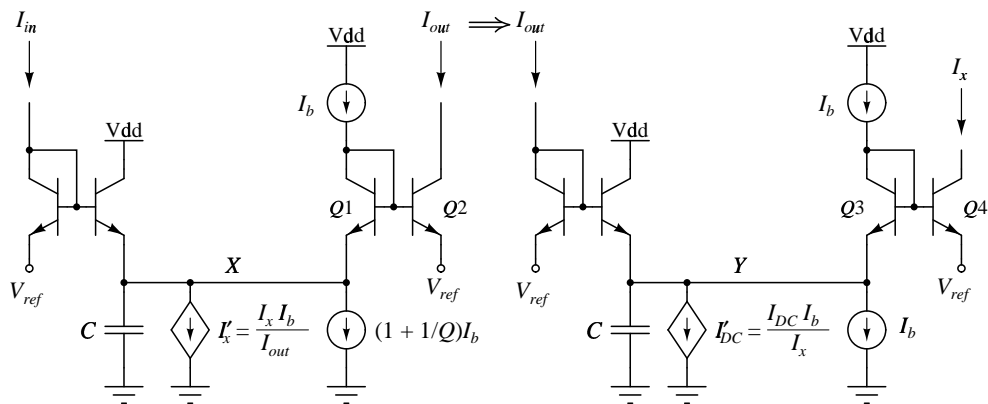 I_in
I_out ⟹ I_out
Vdd
Vdd
I_x
I_b
I_b
Vdd
Vdd
Q1
Q2
Q3
Q4
V_ref
X
V_ref
V_ref
Y
V_ref
C
I'_x = I_x I_b / I_out
(1 + 1/Q)I_b
C
I'_DC = I_DC I_b / I_x
I_b